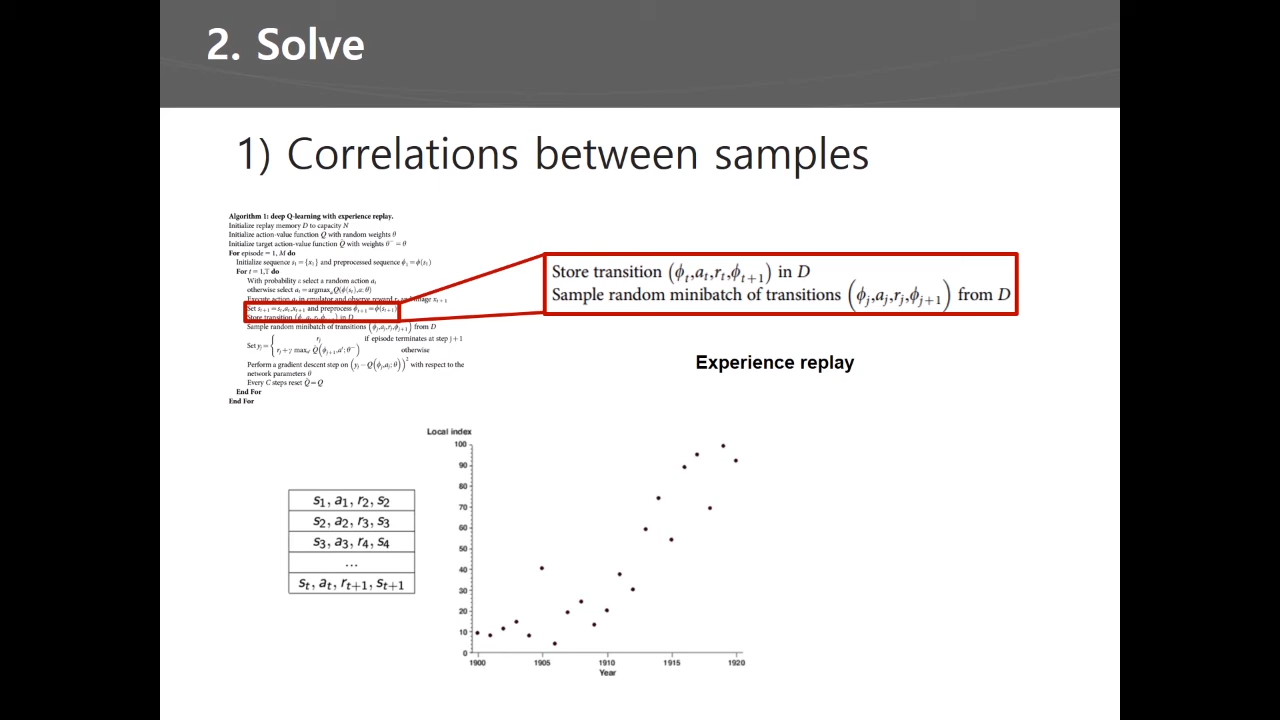 2. Solve
1) Correlations between samples
Algorithm 1: deep Q-learning with experience replay.
Initialize replay memory D to capacity N
Initialize action-value function Q with random weights θ
Initialize target action-value function Q̂ with weights θ⁻ = θ
For episode = 1, M do
Initialize sequence s₁ = {x₁} and preprocessed sequence ϕ₁ = ϕ(s₁)
For t = 1,T do
With probability ε select a random action aₜ
otherwise select aₜ = argmaxₐ Q(ϕ(sₜ),a; θ)
Execute action aₜ in emulator and observe reward rₜ image xₜ₊₁
Set sₜ₊₁ = sₜ,aₜ,xₜ₊₁ and preprocess ϕₜ₊₁ = ϕ(sₜ₊₁)
Store transition (ϕₜ,aₜ,rₜ,ϕₜ₊₁) in D
Sample random minibatch of transitions (ϕⱼ,aⱼ,rⱼ,ϕⱼ₊₁) from D
Set yⱼ = { rⱼ if episode terminates at step j+1
rⱼ + γ maxₐ′ Q̂(ϕⱼ₊₁,a′; θ⁻) otherwise
Perform a gradient descent step on (yⱼ − Q(ϕⱼ,aⱼ; θ))² with respect to the
network parameters θ
Every C steps reset Q̂ = Q
End For
End For
Store transition (ϕₜ,aₜ,rₜ,ϕₜ₊₁) in D
Sample random minibatch of transitions (ϕⱼ,aⱼ,rⱼ,ϕⱼ₊₁) from D
Experience replay
s₁, a₁, r₂, s₂
s₂, a₂, r₃, s₃
s₃, a₃, r₄, s₄
...
sₜ, aₜ, rₜ₊₁, sₜ₊₁
Local index
100
90
80
70
60
50
40
30
20
10
0
1900 1905 1910 1915 1920
Year